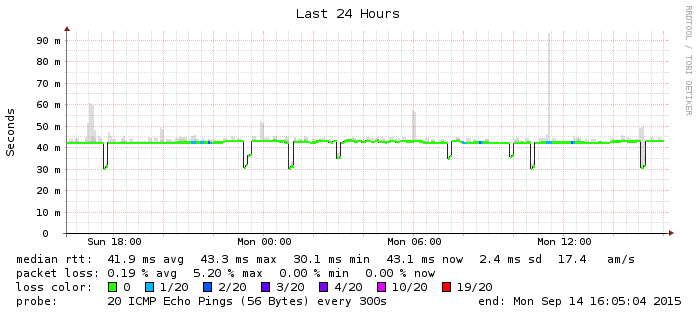 Last 24 Hours
RRDTOOL / TOBI OETIKER
Seconds
90 m
80 m
70 m
60 m
50 m
40 m
30 m
20 m
10 m
0
Sun 18:00 Mon 00:00 Mon 06:00 Mon 12:00
median rtt: 41.9 ms avg 43.3 ms max 30.1 ms min 43.1 ms now 2.4 ms sd 17.4 am/s
packet loss: 0.19 % avg 5.20 % max 0.00 % min 0.00 % now
loss color: 0 1/20 2/20 3/20 4/20 10/20 19/20
probe: 20 ICMP Echo Pings (56 Bytes) every 300s end: Mon Sep 14 16:05:04 2015